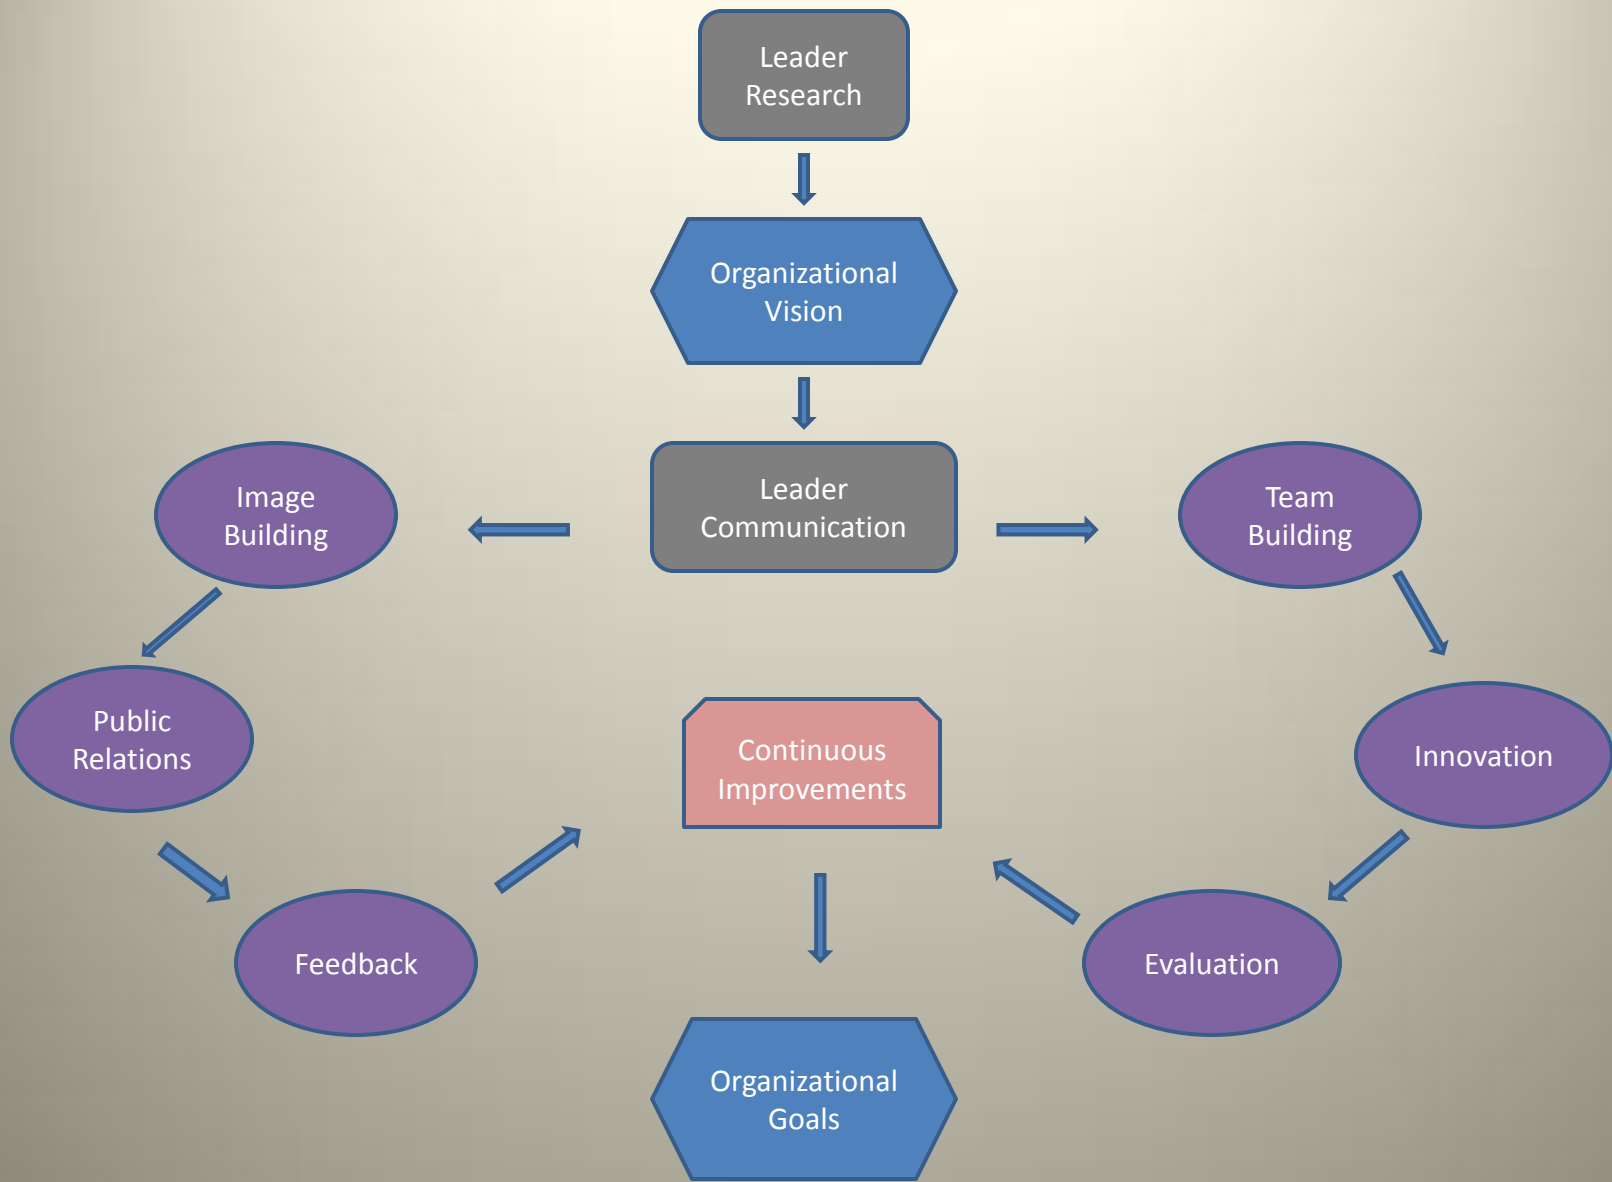 Leader
Research
Organizational
Vision
Leader
Communication
Image
Building
Team
Building
Public
Relations
Continuous
Improvements
Innovation
Feedback
Evaluation
Organizational
Goals